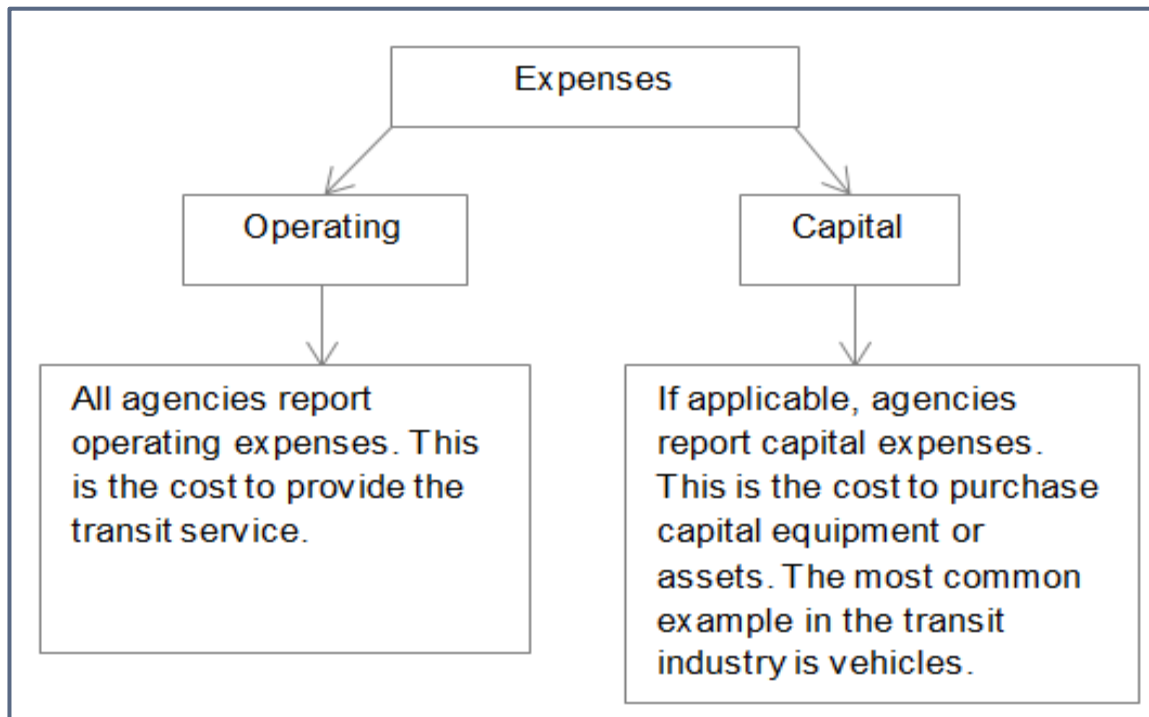 Expenses
Operating
Capital
All agencies report
operating expenses. This
is the cost to provide the
transit service.
If applicable, agencies
report capital expenses.
This is the cost to purchase
capital equipment or
assets. The most common
example in the transit
industry is vehicles.